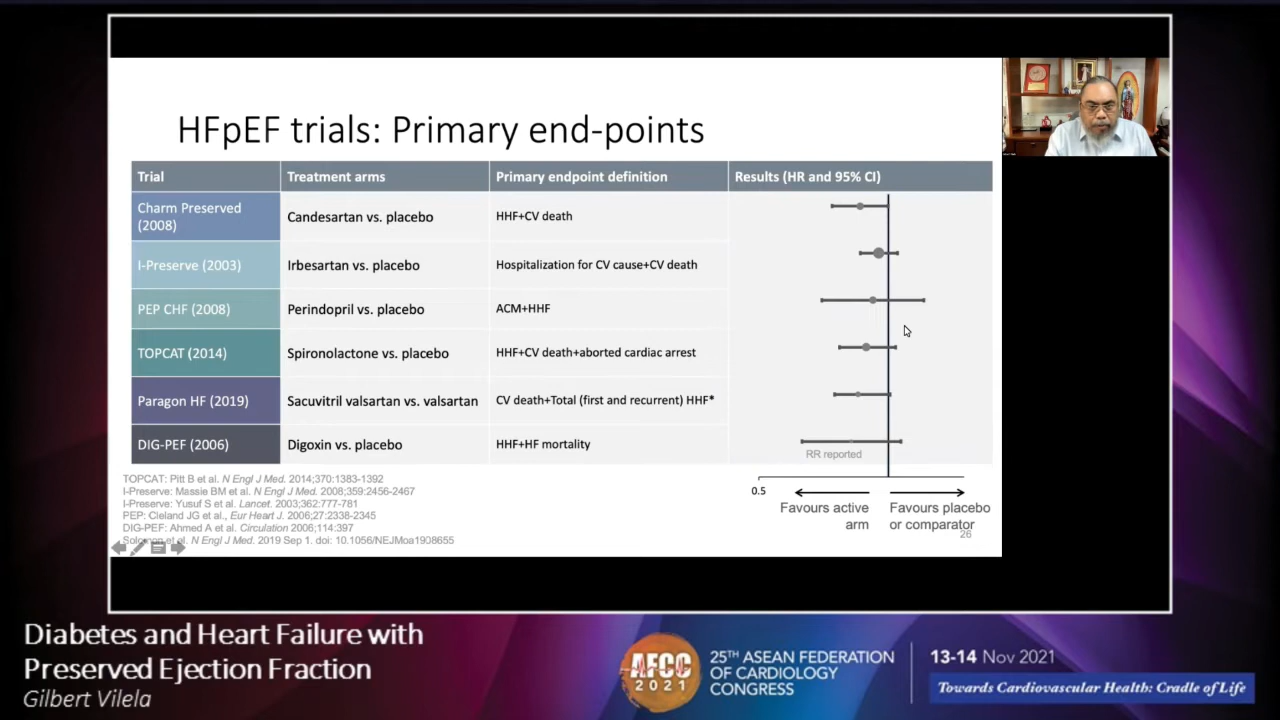 HFpEF trials: Primary end-points
Trial
Treatment arms
Primary endpoint definition
Results (HR and 95% CI)
Charm Preserved
(2008)
Candesartan vs. placebo
HHF+CV death
I-Preserve (2003)
Irbesartan vs. placebo
Hospitalization for CV cause+CV death
PEP CHF (2008)
Perindopril vs. placebo
ACM+HHF
TOPCAT (2014)
Spironolactone vs. placebo
HHF+CV death+aborted cardiac arrest
Paragon HF (2019)
Sacuvitril valsartan vs. valsartan
CV death+Total (first and recurrent) HHF*
DIG-PEF (2006)
Digoxin vs. placebo
HHF+HF mortality
RR reported
0.5
Favours active
arm
Favours placebo
or comparator
26
TOPCAT: Pitt B et al. N Engl J Med. 2014;370:1383-1392
I-Preserve: Massie BM et al. N Engl J Med. 2008;359:2456-2467
I-Preserve: Yusuf S et al. Lancet. 2003;362:777-781
PEP: Cieland JG et al., Eur Heart J. 2006;27:2338-2345
DIG-PEF: Ahmed A et al. Circulation 2006;114:397
Solomon et al. N Engl J Med. 2019 Sep 1. doi: 10.1056/NEJMoa1908655
Diabetes and Heart Failure with
Preserved Ejection Fraction
Gilbert Vilela
AFCC
2021
25TH ASEAN FEDERATION
OF CARDIOLOGY
CONGRESS
13-14 Nov 2021
Towards Cardiovascular Health: Cradle of Life